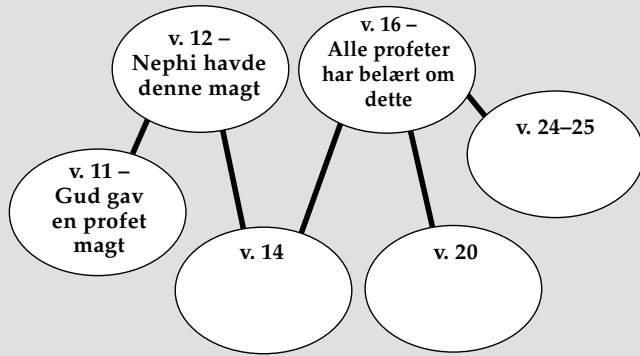 v. 12 –
Nephi havde
denne magt
v. 16 –
Alle profeter
har belært om
dette
v. 24–25
v. 11 –
Gud gav
en profet
magt
v. 14
v. 20